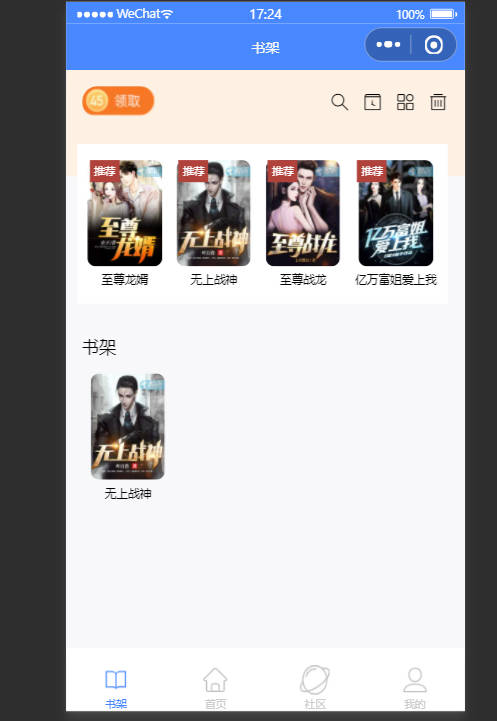 WeChat 17:24 100%
书架
45 领取
推荐 推荐 推荐 推荐
至尊龙婿 无上战神 至尊战龙 亿万富姐爱上我
至尊龙婿 无上战神 至尊战龙 亿万富姐爱上我
书架
无上战神
无上战神
书架 首页 社区 我的